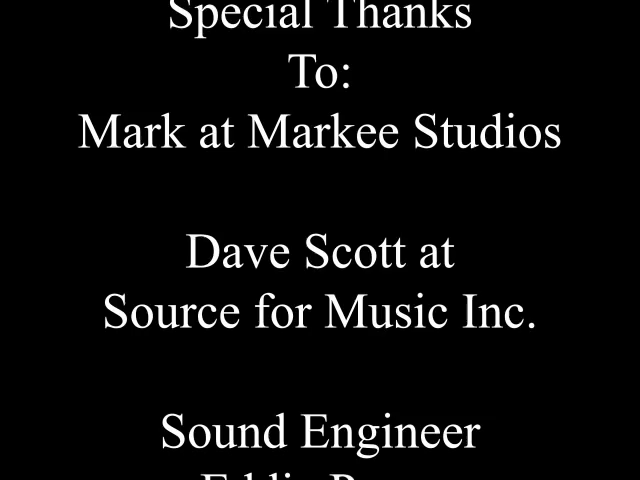 Special Thanks
To:
Mark at Markee Studios
Dave Scott at
Source for Music Inc.
Sound Engineer